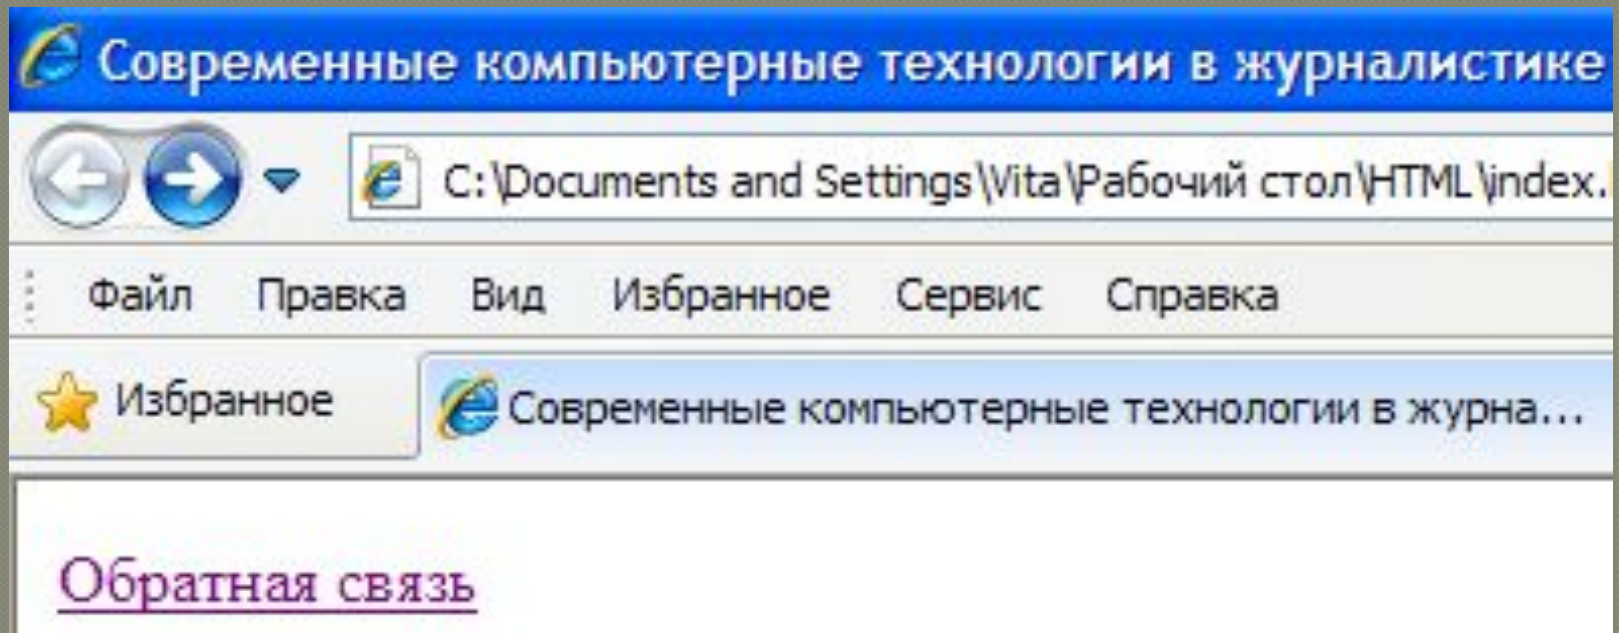 Современные компьютерные технологии в журналистике
C:\Documents and Settings\Vita\Рабочий стол\HTML\index.
Файл Правка Вид Избранное Сервис Справка
Избранное Современные компьютерные технологии в журна...
Обратная связь